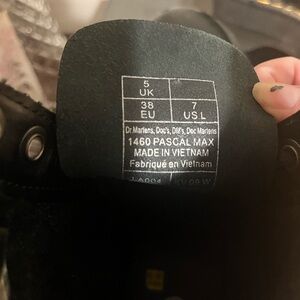 5
UK
38
EU
7
US L
Dr. Martens, Doc's, DM's, Doc Martens
1460 PASCAL MAX
MADE IN VIETNAM
Fabriqué en Vietnam